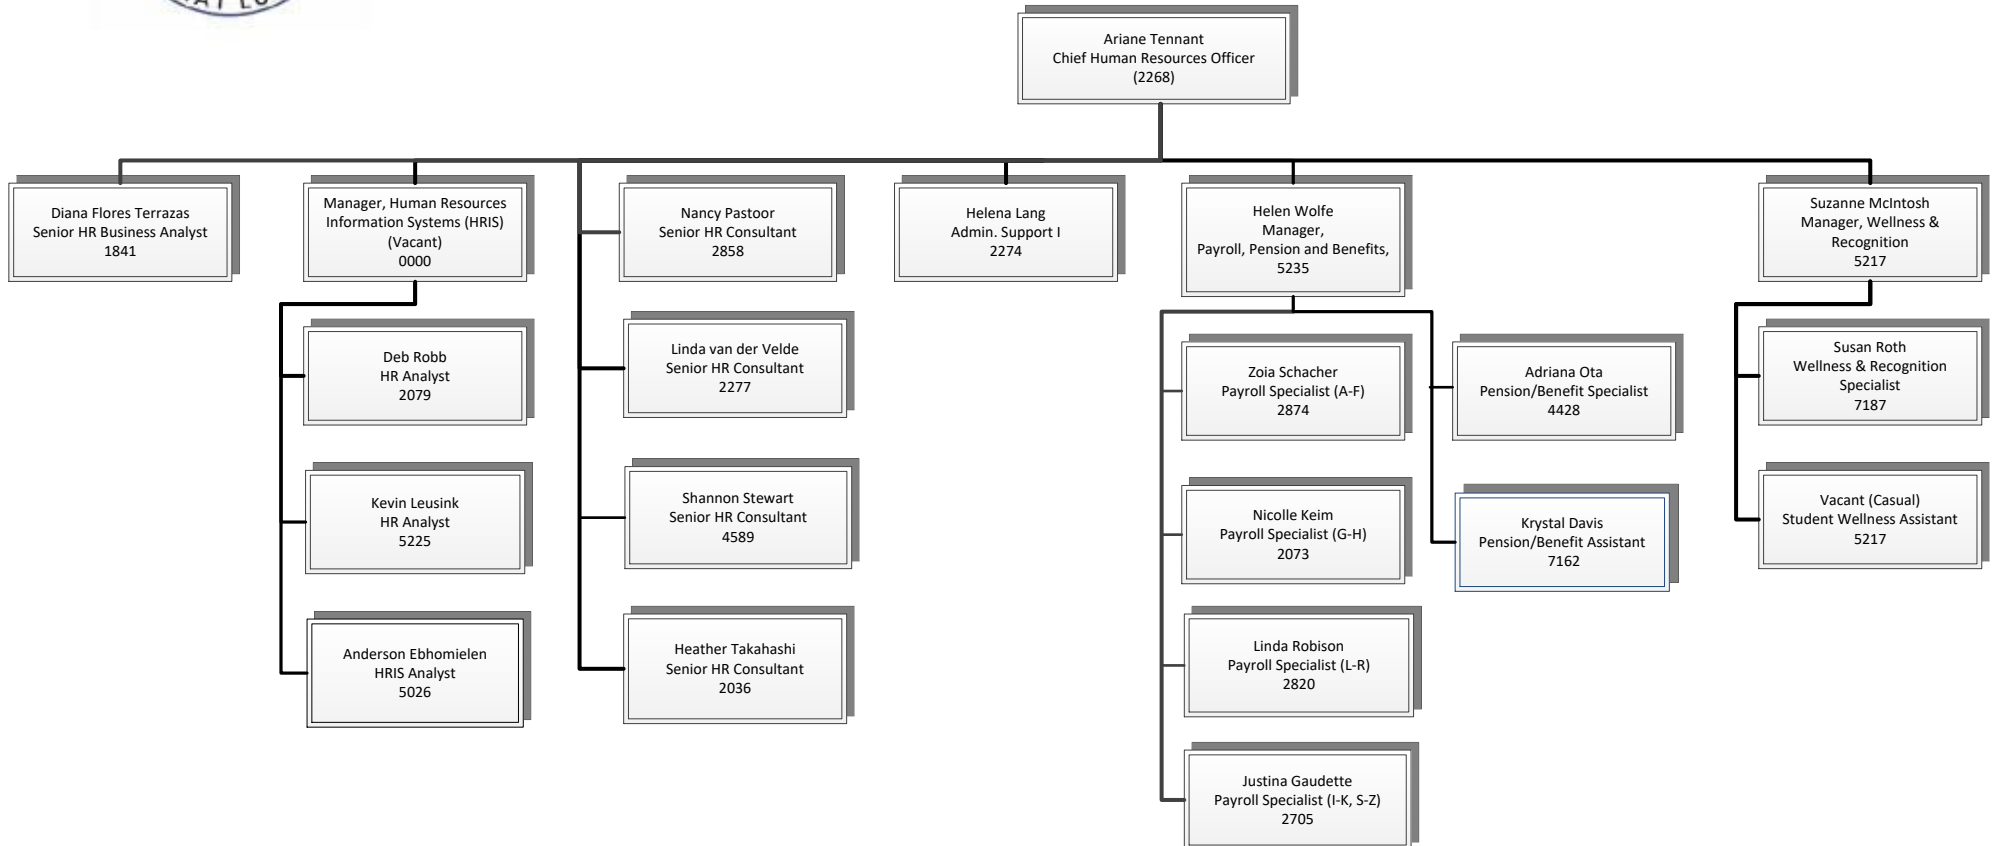 Ariane Tennant
Chief Human Resources Officer
(2268)
Diana Flores Terrazas
Senior HR Business Analyst
1841
Manager, Human Resources
Information Systems (HRIS)
(Vacant)
0000
Nancy Pastoor
Senior HR Consultant
2858
Helena Lang
Admin. Support I
2274
Helen Wolfe
Manager,
Payroll, Pension and Benefits,
5235
Suzanne McIntosh
Manager, Wellness &
Recognition
5217
Deb Robb
HR Analyst
2079
Kevin Leusink
HR Analyst
5225
Anderson Ebhomielen
HRIS Analyst
5026
Linda van der Velde
Senior HR Consultant
2277
Shannon Stewart
Senior HR Consultant
4589
Heather Takahashi
Senior HR Consultant
2036
Zoia Schacher
Payroll Specialist (A-F)
2874
Nicolle Keim
Payroll Specialist (G-H)
2073
Linda Robison
Payroll Specialist (L-R)
2820
Justina Gaudette
Payroll Specialist (I-K, S-Z)
2705
Adriana Ota
Pension/Benefit Specialist
4428
Krystal Davis
Pension/Benefit Assistant
7162
Susan Roth
Wellness & Recognition
Specialist
7187
Vacant (Casual)
Student Wellness Assistant
5217